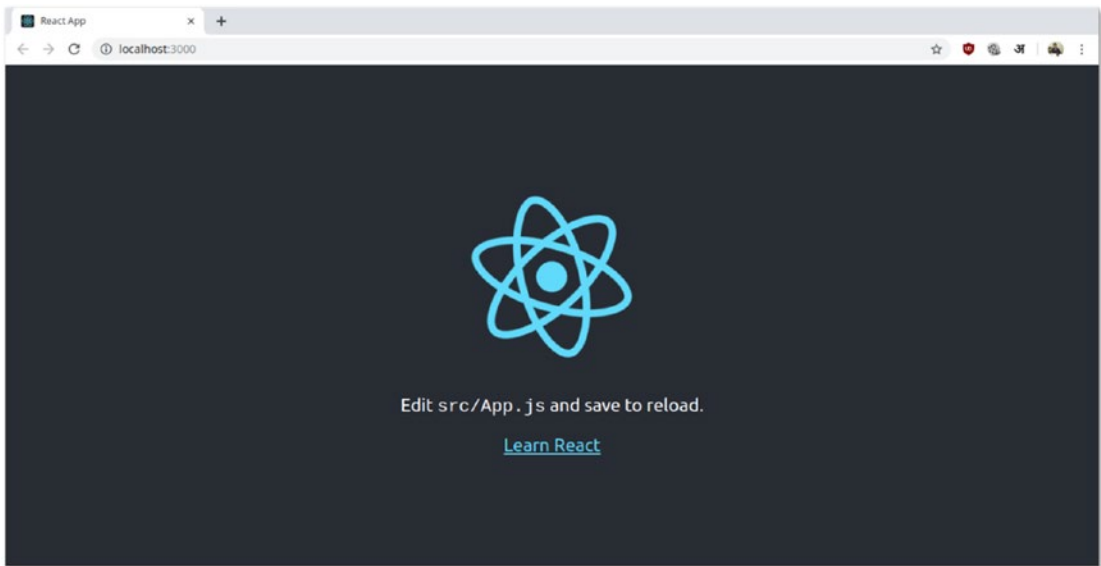 React App
localhost:3000
अ
Edit src/App.js and save to reload.
Learn React